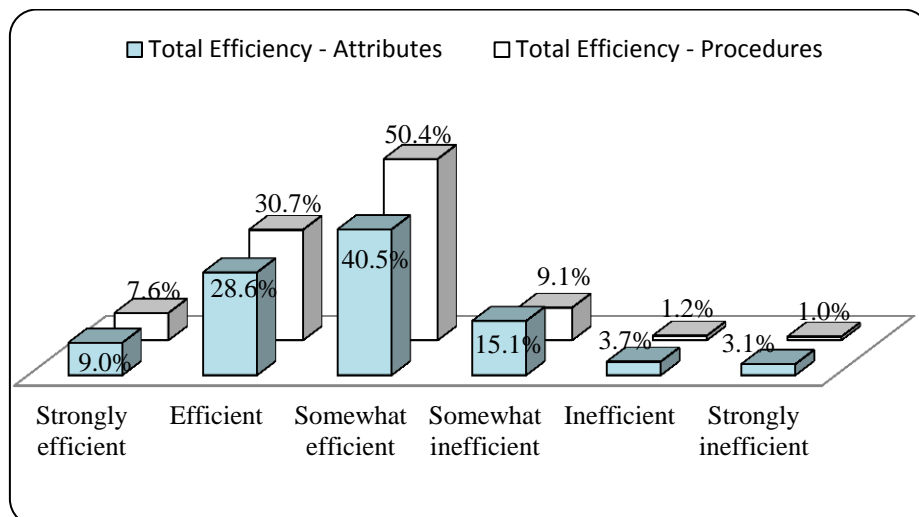 Total Efficiency - Attributes Total Efficiency - Procedures
50.4%
30.7%
40.5%
7.6% 28.6% 9.1%
1.2% 1.0%
9.0% 15.1% 3.7% 3.1%
Strongly Efficient Somewhat Somewhat Inefficient Strongly
efficient efficient inefficient inefficient